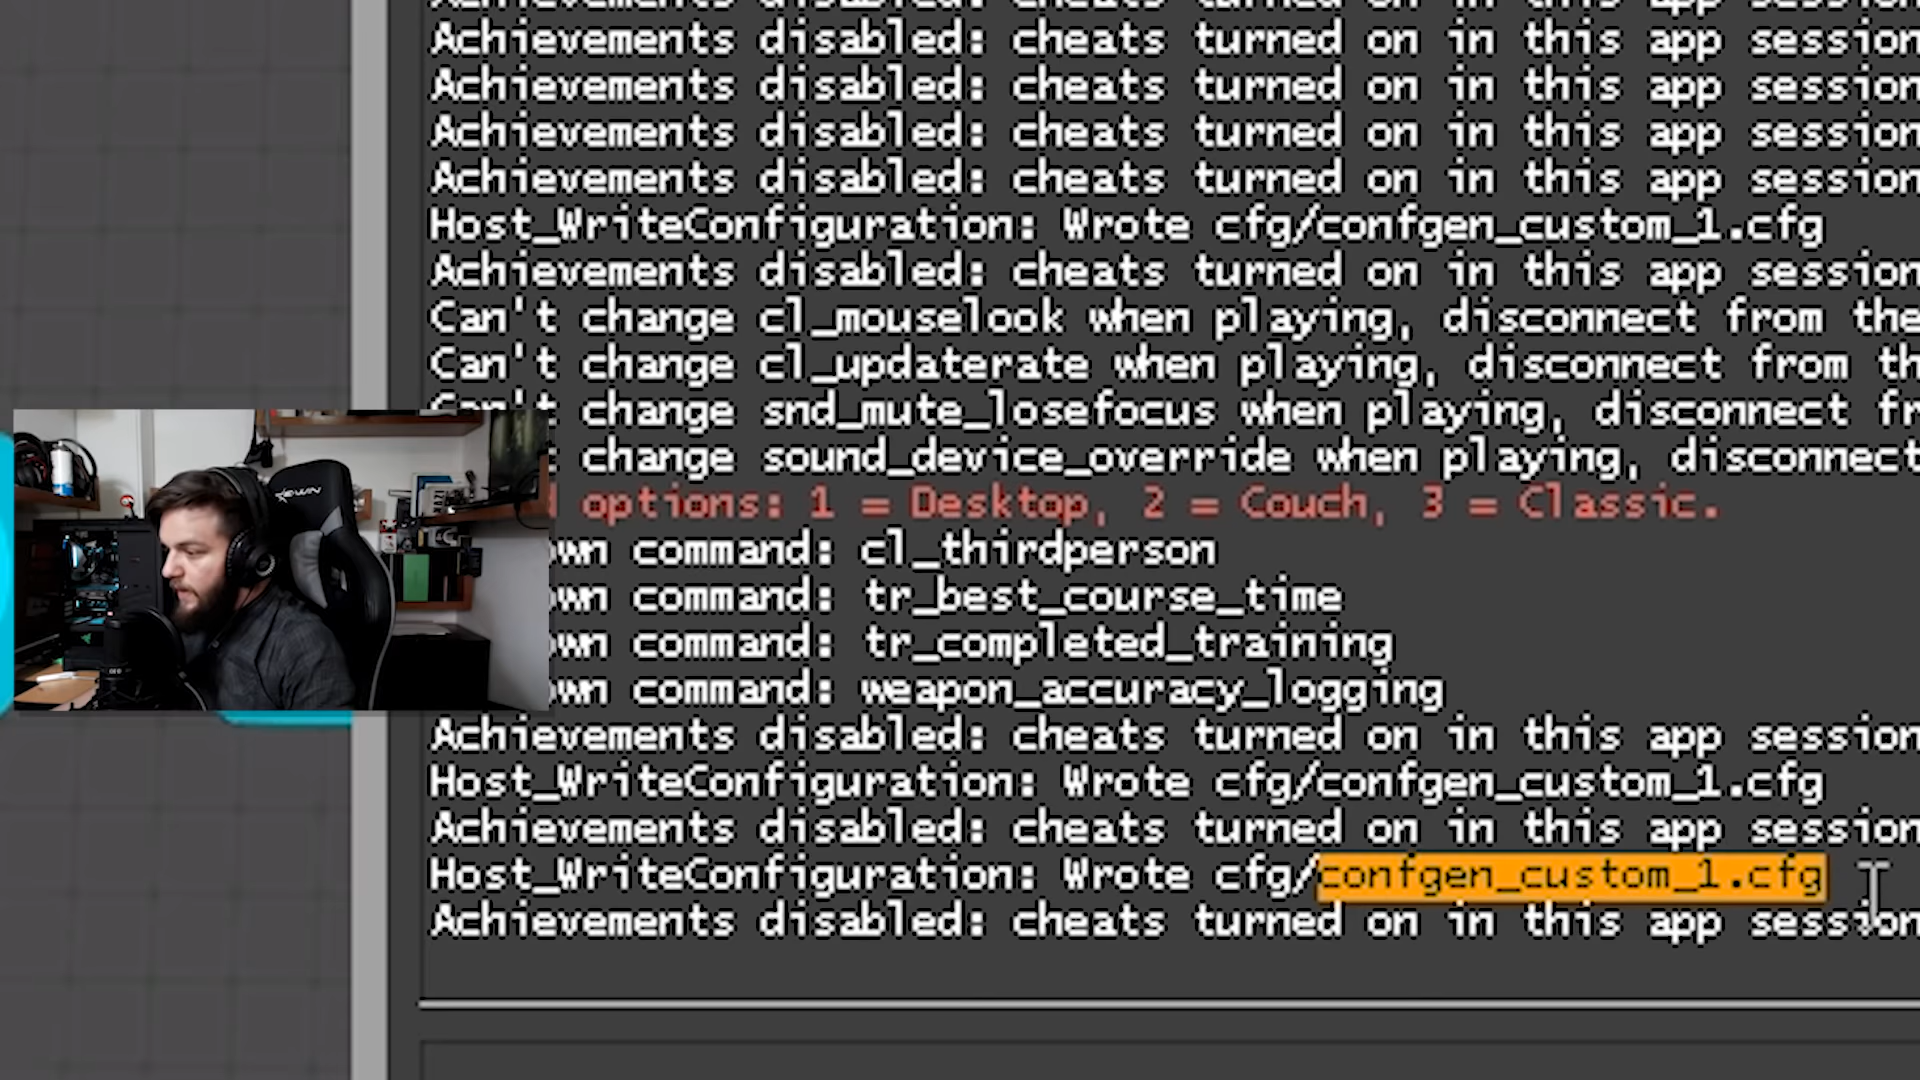 Achievements disabled: cheats turned on in this app session
Achievements disabled: cheats turned on in this app session
Achievements disabled: cheats turned on in this app session
Achievements disabled: cheats turned on in this app session
Host_WriteConfiguration: Wrote cfg/confgen_custom_1.cfg
Achievements disabled: cheats turned on in this app session
Can't change cl_mouselook when playing, disconnect from the
Can't change cl_updaterate when playing, disconnect from th
Can't change snd_mute_losefocus when playing, disconnect fr
change sound_device_override when playing, disconnect
options: 1 = Desktop, 2 = Couch, 3 = Classic.
own command: cl_thirdperson
own command: tr_best_course_time
own command: tr_completed_training
own command: weapon_accuracy_logging
Achievements disabled: cheats turned on in this app session
Host_WriteConfiguration: Wrote cfg/confgen_custom_1.cfg
Achievements disabled: cheats turned on in this app session
Host_WriteConfiguration: Wrote cfg/confgen_custom_1.cfg
Achievements disabled: cheats turned on in this app session
EWIN